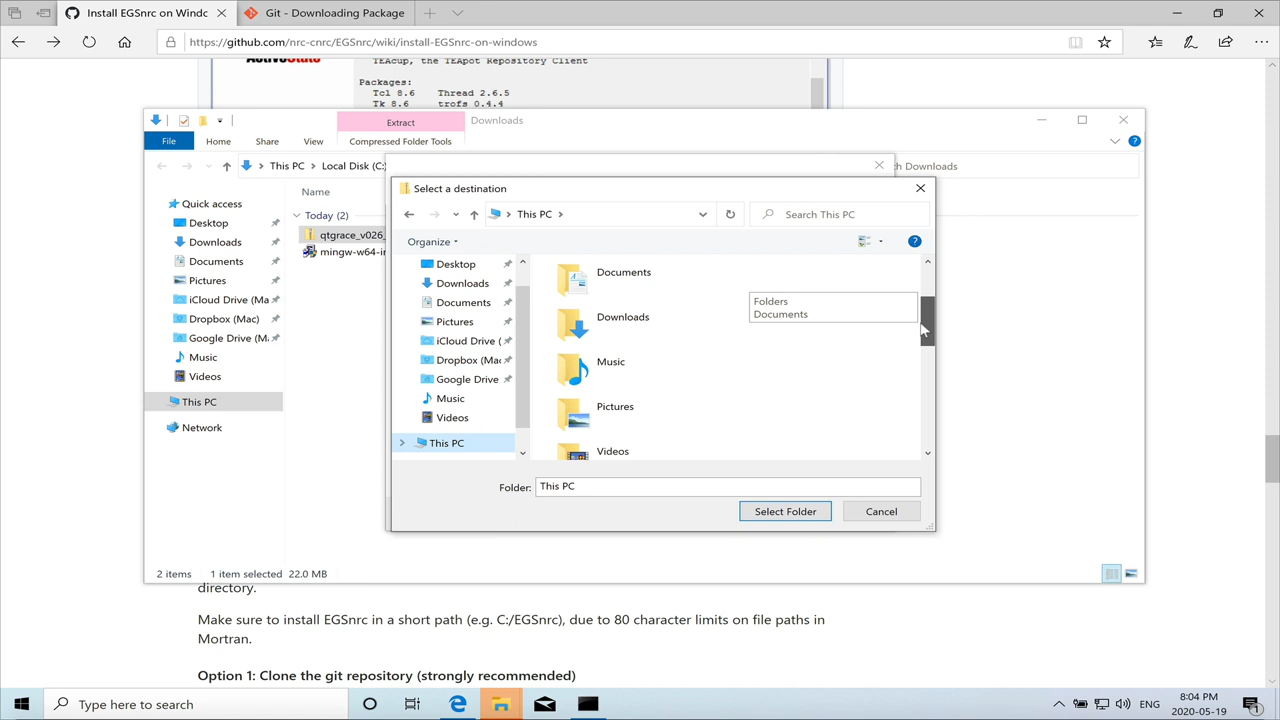 Install EGSnrc on Windo
Git - Downloading Package
https://github.com/nrc-cnrc/EGSnrc/wiki/install-EGSnrc-on-windows
ActiveState
TEAcup, the TEApot Repository Client
Packages:
Tcl 8.6 Thread 2.6.5
Tk 8.6 trofs 0.4.4
Extract
Downloads
File
Home
Share
View
Compressed Folder Tools
This PC
Local Disk (C:
ch Downloads
Quick access
Desktop
Downloads
Documents
Pictures
iCloud Drive (Ma
Dropbox (Mac)
Google Drive (M
Music
Videos
This PC
Network
Name
Today (2)
qtgrace_v026_
mingw-w64-in
Select a destination
This PC
Search This PC
Organize
Desktop
Downloads
Documents
Pictures
iCloud Drive (
Dropbox (Mac
Google Drive
Music
Videos
This PC
Documents
Downloads
Music
Pictures
Videos
Folders
Documents
Folder:
This PC
Select Folder
Cancel
2 items
1 item selected 22.0 MB
directory.
Make sure to install EGSnrc in a short path (e.g. C:/EGSnrc), due to 80 character limits on file paths in
Mortran.
Option 1: Clone the git repository (strongly recommended)
Type here to search
ENG
8:04 PM
2020-05-19
1